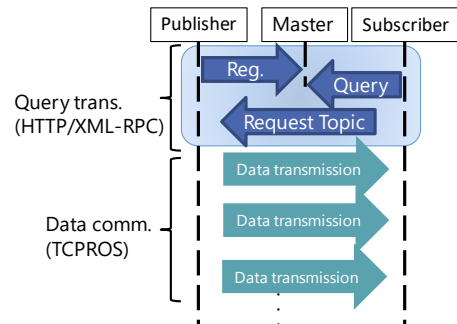 Publisher
Master
Subscriber
Reg.
Query
Query trans.
(HTTP/XML-RPC)
Request Topic
Data transmission
Data comm.
(TCPROS)
Data transmission
Data transmission